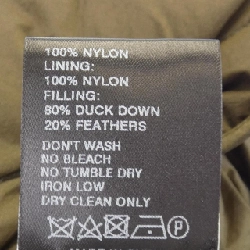 100% NYLON
LINING:
100% NYLON
FILLING:
80% DUCK DOWN
20% FEATHERS
DON'T WASH
NO BLEACH
NO TUMBLE DRY
IRON LOW
DRY CLEAN ONLY
P